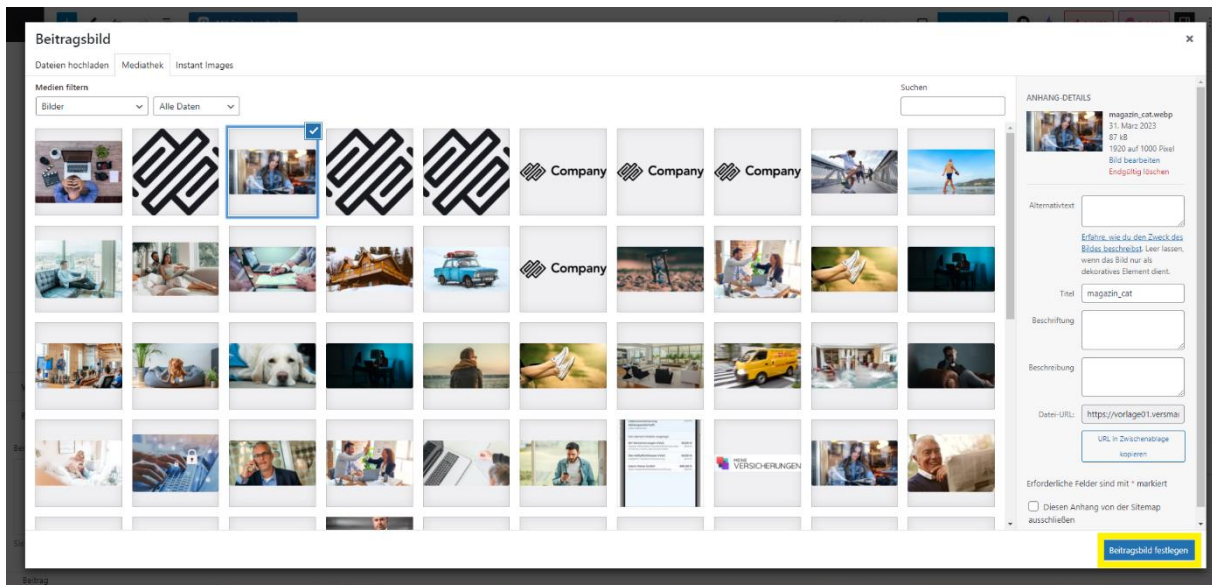 Beitragsbild
Dateien hochladen Mediathek Instant Images
Medien filtern
Bilder
Alle Daten
Suchen
Company
Company
Company
Company
MEINE
VERSICHERUNGEN
ANHANG-DETAILS
magazin_cat.webp
31. März 2023
87 kB
1920 auf 1000 Pixel
Bild bearbeiten
Endgültig löschen
Alternativtext
Erfahre, wie du den Zweck des
Bildes beschreibst. Leer lassen,
wenn das Bild nur als
dekoratives Element dient.
Titel magazin_cat
Beschriftung
Beschreibung
Datei-URL: https://vorlage01.versma
URL in Zwischenablage
kopieren
Erforderliche Felder sind mit * markiert
Diesen Anhang von der Sitemap
ausschließen
Beitragsbild festlegen
Beitrag